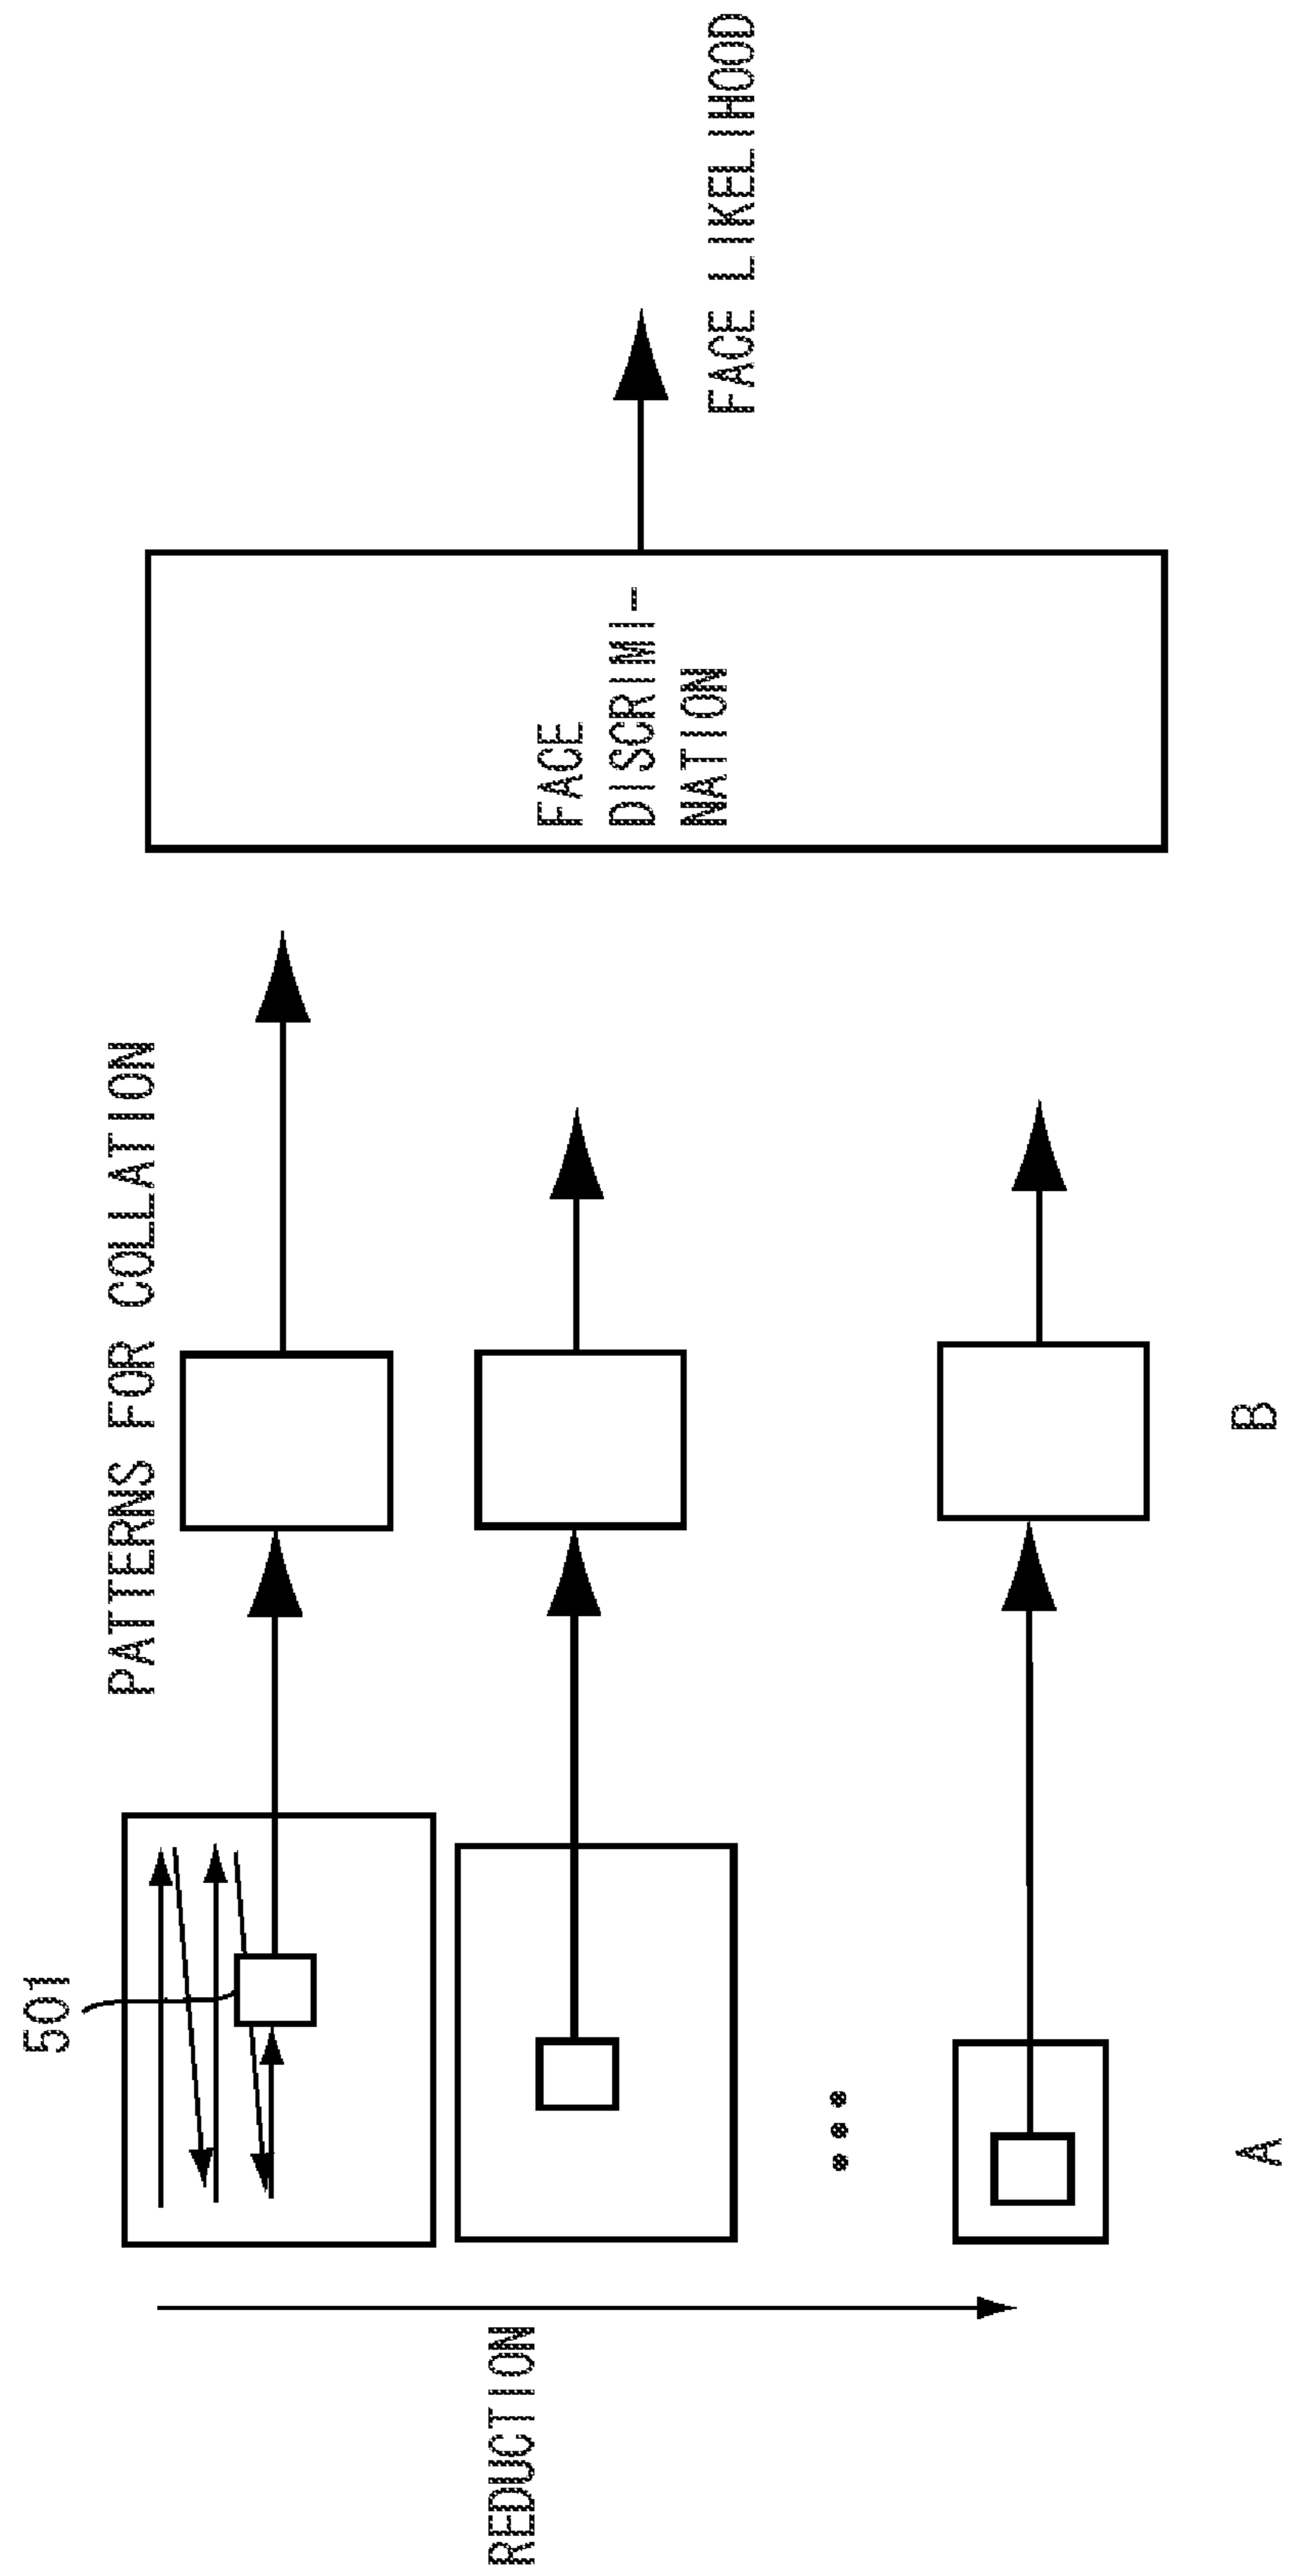 501
PATTERNS FOR COLLATION
REDUCTION
FACE
DISCRIMI-
NATION
FACE LIKELIHOOD
A
B